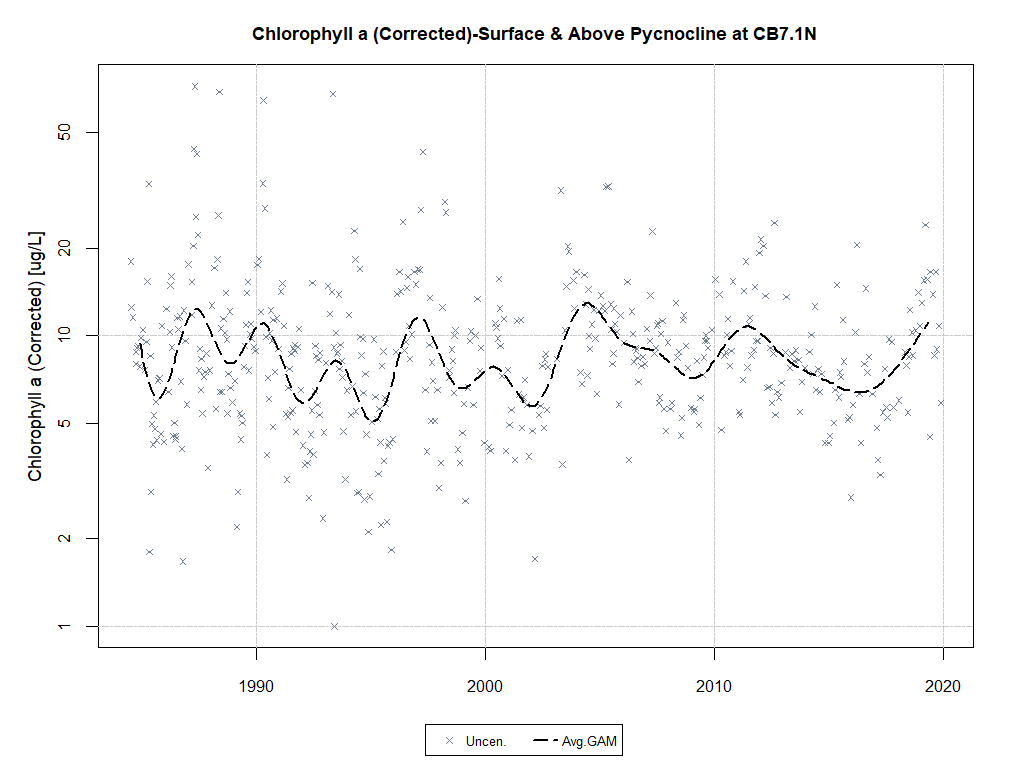 Chlorophyll a (Corrected)-Surface & Above Pycnocline at CB7.1N
Chlorophyll a (Corrected) [ug/L]
50
20
10
5
2
1
1990 2000 2010 2020
Uncen. Avg.GAM